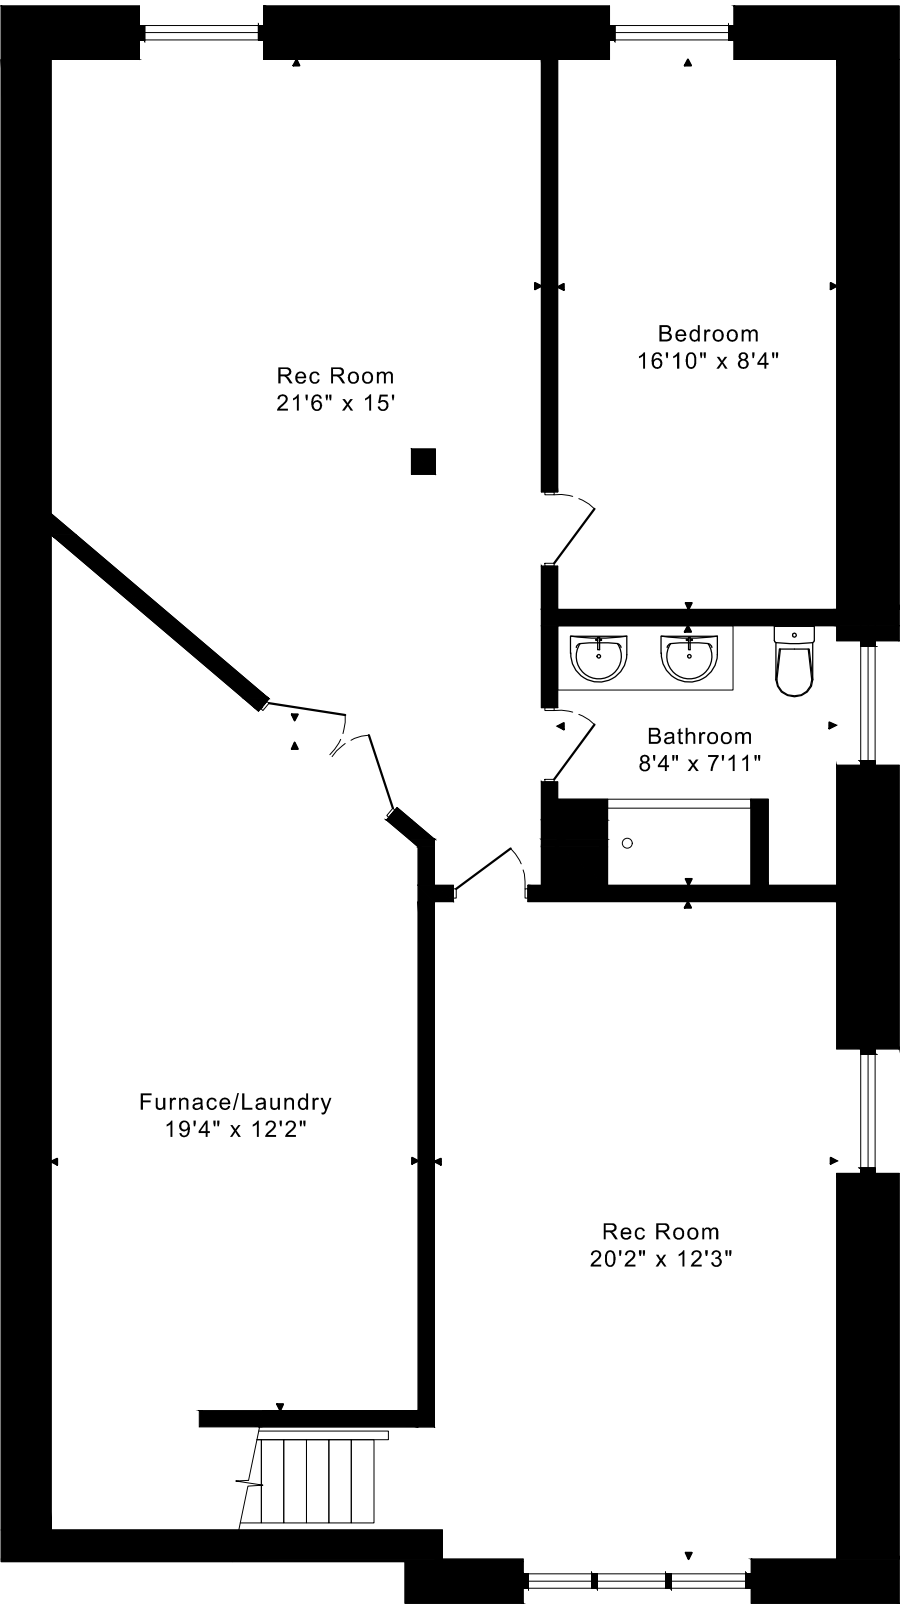 Bedroom
16'10" x 8'4"
Rec Room
21'6" x 15'
Bathroom
8'4" x 7'11"
Furnace/Laundry
19'4" x 12'2"
Rec Room
20'2" x 12'3"